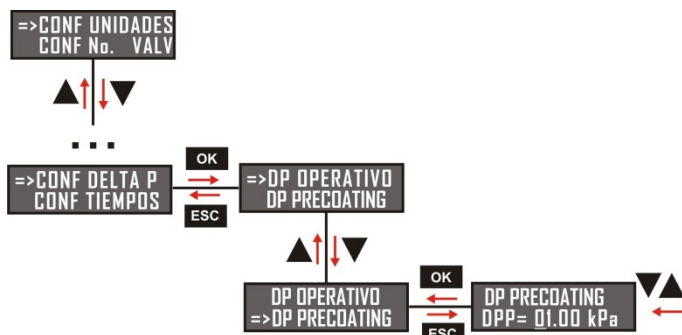 =>CONF UNIDADES
CONF No. VALV
...
OK
=>CONF DELTA P
CONF TIEMPOS
=>DP OPERATIVO
DP PRECOATING
ESC
OK
DP OPERATIVO
=>DP PRECOATING
DP PRECOATING
DPP= 01.00 kPa
ESC